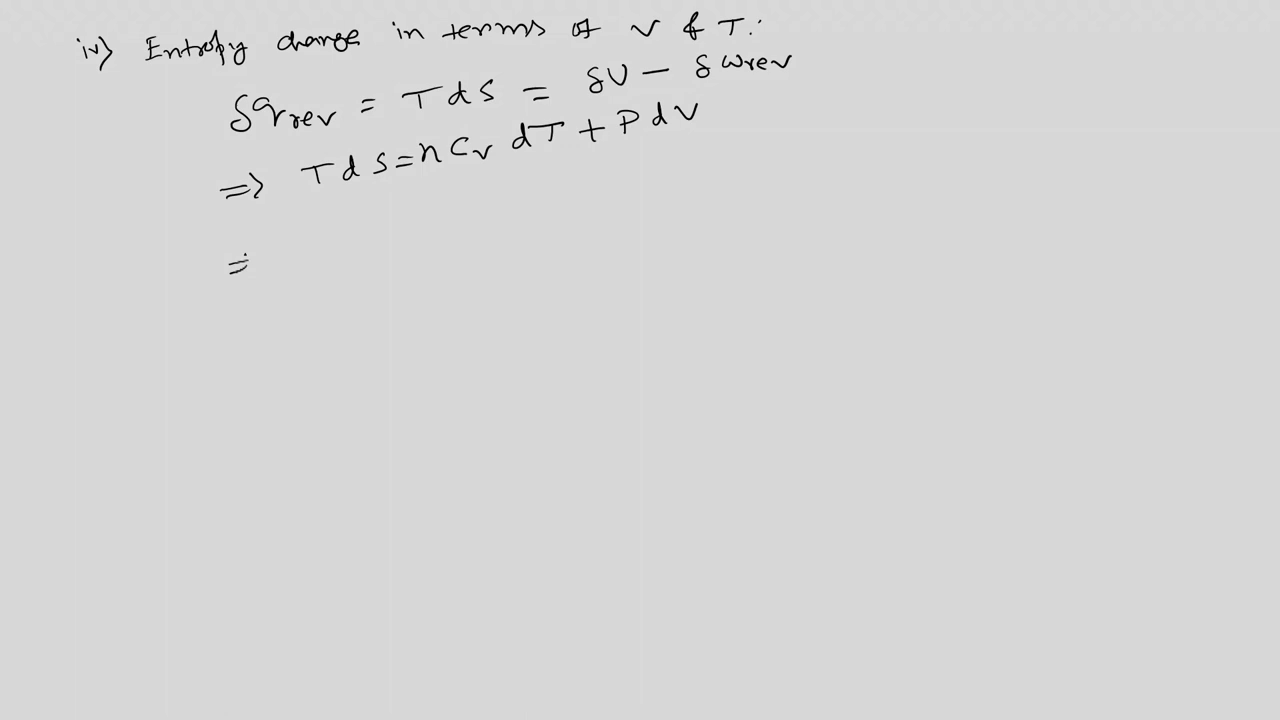 iv) Entropy change in terms of V & T:
δqrev = TdS = δU - δwrev
=> TdS = nCv dT + PdV
=